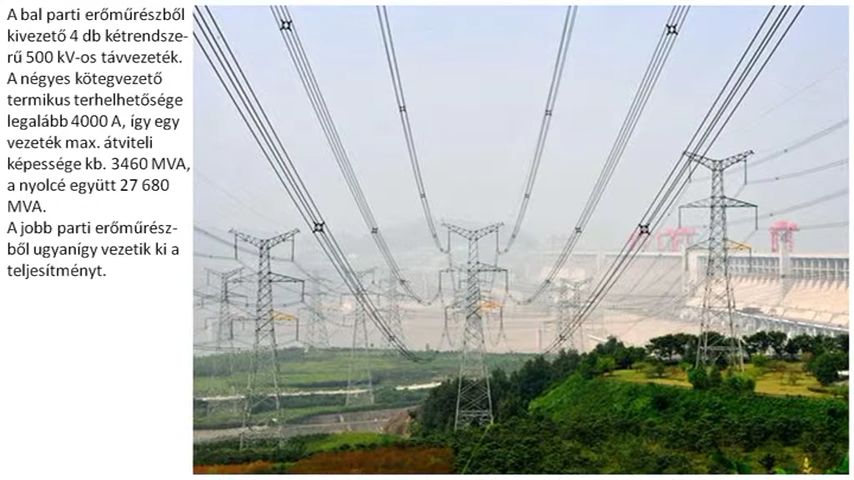 A bal parti erőműrészből
kivezető 4 db kétrendsze-
rű 500 kV-os távvezeték.
A négyes kötegvezető
termikus terhelhetősége
legalább 4000 A, így egy
vezeték max. átviteli
képessége kb. 3460 MVA,
a nyolcé együtt 27 680
MVA.
A jobb parti erőműrész-
ből ugyanígy vezetik ki a
teljesítményt.